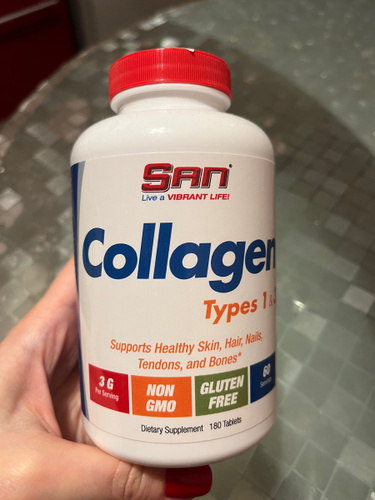 SAN®
Live a VIBRANT LIFE!
Collagen
Types 1 &
Supports Healthy Skin, Hair, Nails,
Tendons, and Bones*
3 G
Per Serving
NON
GMO
GLUTEN
FREE
60
Dietary Supplement 180 Tablets